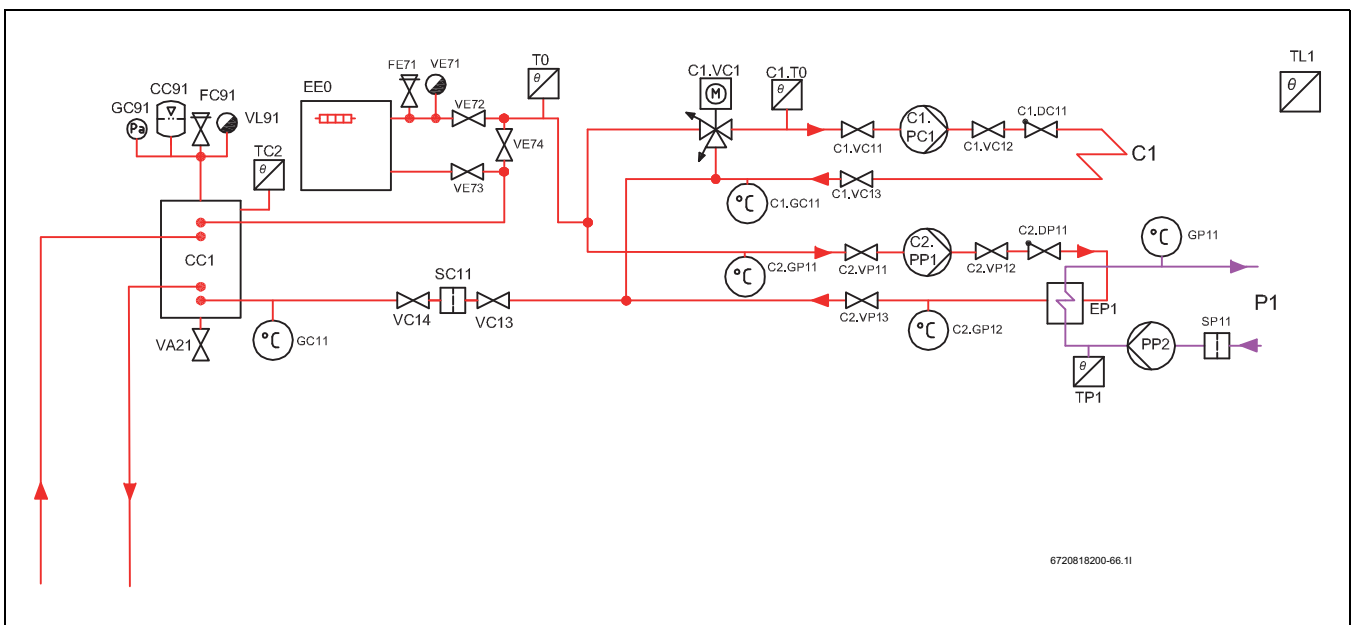 TL1
T0
FE71
VE71
C1.VC1
C1.T0
CC91
FC91
GC91
EE0
θ
θ
θ
M
Pa
VL91
VE72
C1.DC11
C1.
PC1
TC2
VE74
C1.VC11
C1.VC12
C1
θ
VE73
C1.VC13
°C
C1.GC11
°C
GP11
C2.DP11
C2.
PP1
CC1
°C
C2.GP11
C2.VP11
C2.VP12
SC11
P1
EP1
VC14
VC13
C2.VP13
°C
C2.GP12
SP11
VA21
°C
GC11
PP2
θ
TP1
6720818200-66.1I